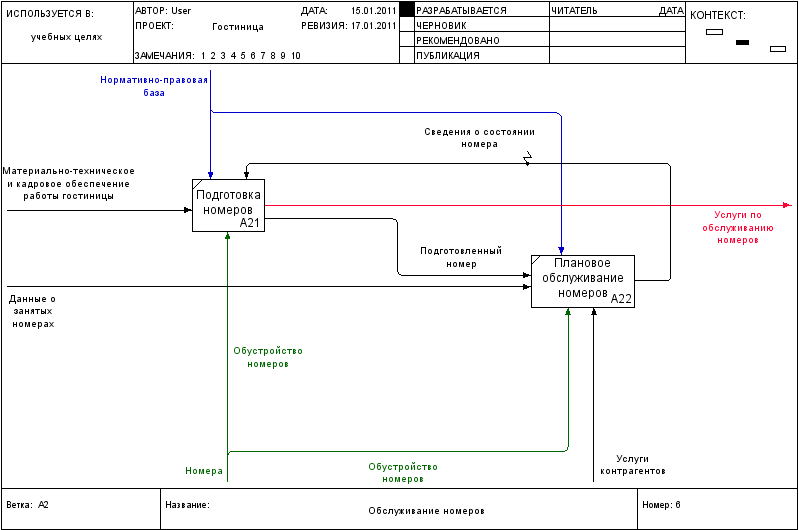 ИСПОЛЬЗУЕТСЯ В:
учебных целях
АВТОР: User
ДАТА: 15.01.2011
ПРОЕКТ: Гостиница
РЕВИЗИЯ: 17.01.2011
ЗАМЕЧАНИЯ: 1 2 3 4 5 6 7 8 9 10
РАЗРАБАТЫВАЕТСЯ
ЧЕРНОВИК
РЕКОМЕНДОВАНО
ПУБЛИКАЦИЯ
ЧИТАТЕЛЬ
ДАТА
КОНТЕКСТ:
Нормативно-правовая
база
Сведения о состоянии
номера
Материально-техническое
и кадровое обеспечение
работы гостиницы
Подготовка
номеров
A21
Услуги по
обслуживанию
номеров
Подготовленный
номер
Плановое
обслуживание
номеров
A22
Данные о
занятых
номерах
Обустройство
номеров
Номера
Обустройство
номеров
Услуги
контрагентов
Ветка: A2
Название:
Обслуживание номеров
Номер: 6